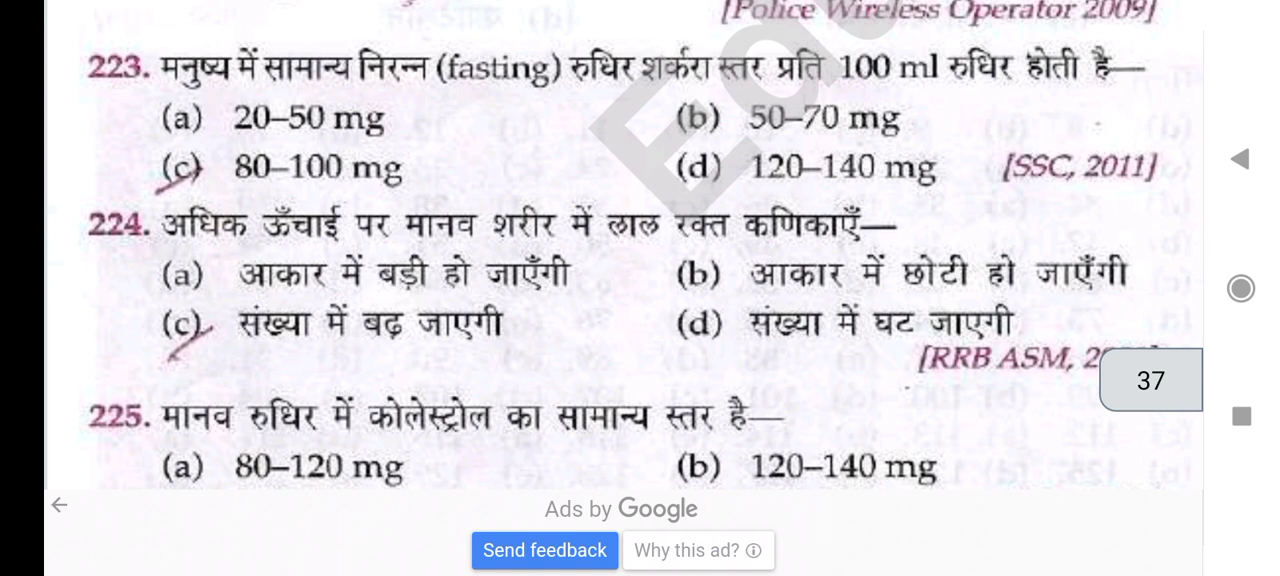 [Police Wireless Operator 2009]
223. मनुष्य में सामान्य निरन्न (fasting) रुधिर शर्करा स्तर प्रति 100 ml रुधिर होती है—
(a) 20–50 mg (b) 50–70 mg
(c) 80–100 mg (d) 120–140 mg [SSC, 2011]
224. अधिक ऊँचाई पर मानव शरीर में लाल रक्त कणिकाएँ—
(a) आकार में बड़ी हो जाएँगी (b) आकार में छोटी हो जाएँगी
(c) संख्या में बढ़ जाएगी (d) संख्या में घट जाएगी
[RRB ASM,
37
225. मानव रुधिर में कोलेस्ट्रोल का सामान्य स्तर है—
(a) 80–120 mg (b) 120–140 mg
Ads by Google
Send feedback Why this ad?